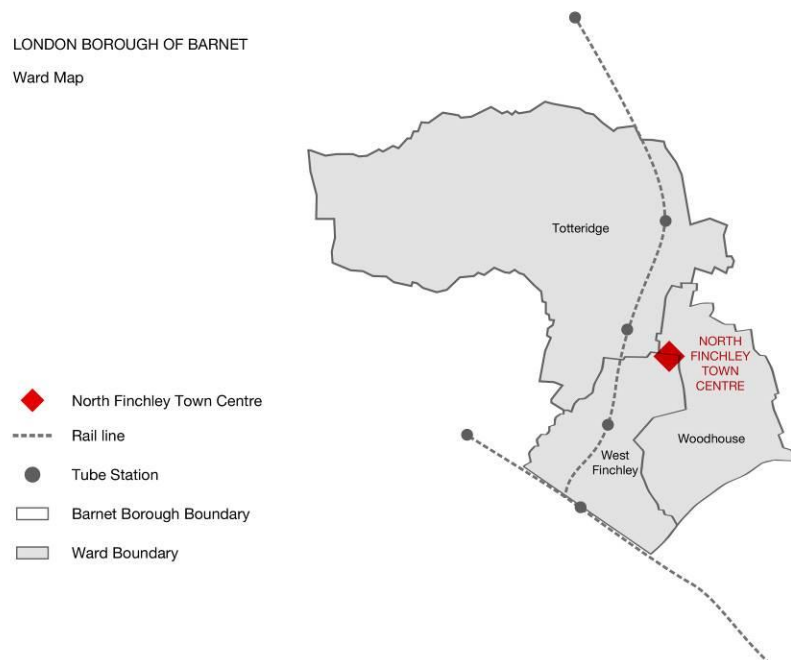 LONDON BOROUGH OF BARNET
Ward Map
Totteridge
NORTH
FINCHLEY
TOWN
CENTRE
Woodhouse
West
Finchley
North Finchley Town Centre
Rail line
Tube Station
Barnet Borough Boundary
Ward Boundary